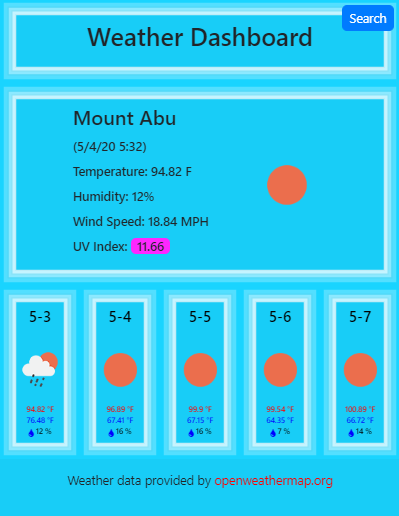 Search
Weather Dashboard
Mount Abu
(5/4/20 5:32)
Temperature: 94.82 F
Humidity: 12%
Wind Speed: 18.84 MPH
UV Index: 11.66
5-3 5-4 5-5 5-6 5-7
94.82 °F 96.89 °F 99.9 °F 99.54 °F 100.89 °F
76.48 °F 67.41 °F 67.15 °F 64.35 °F 66.72 °F
12 % 16 % 16 % 7 % 14 %
Weather data provided by openweathermap.org